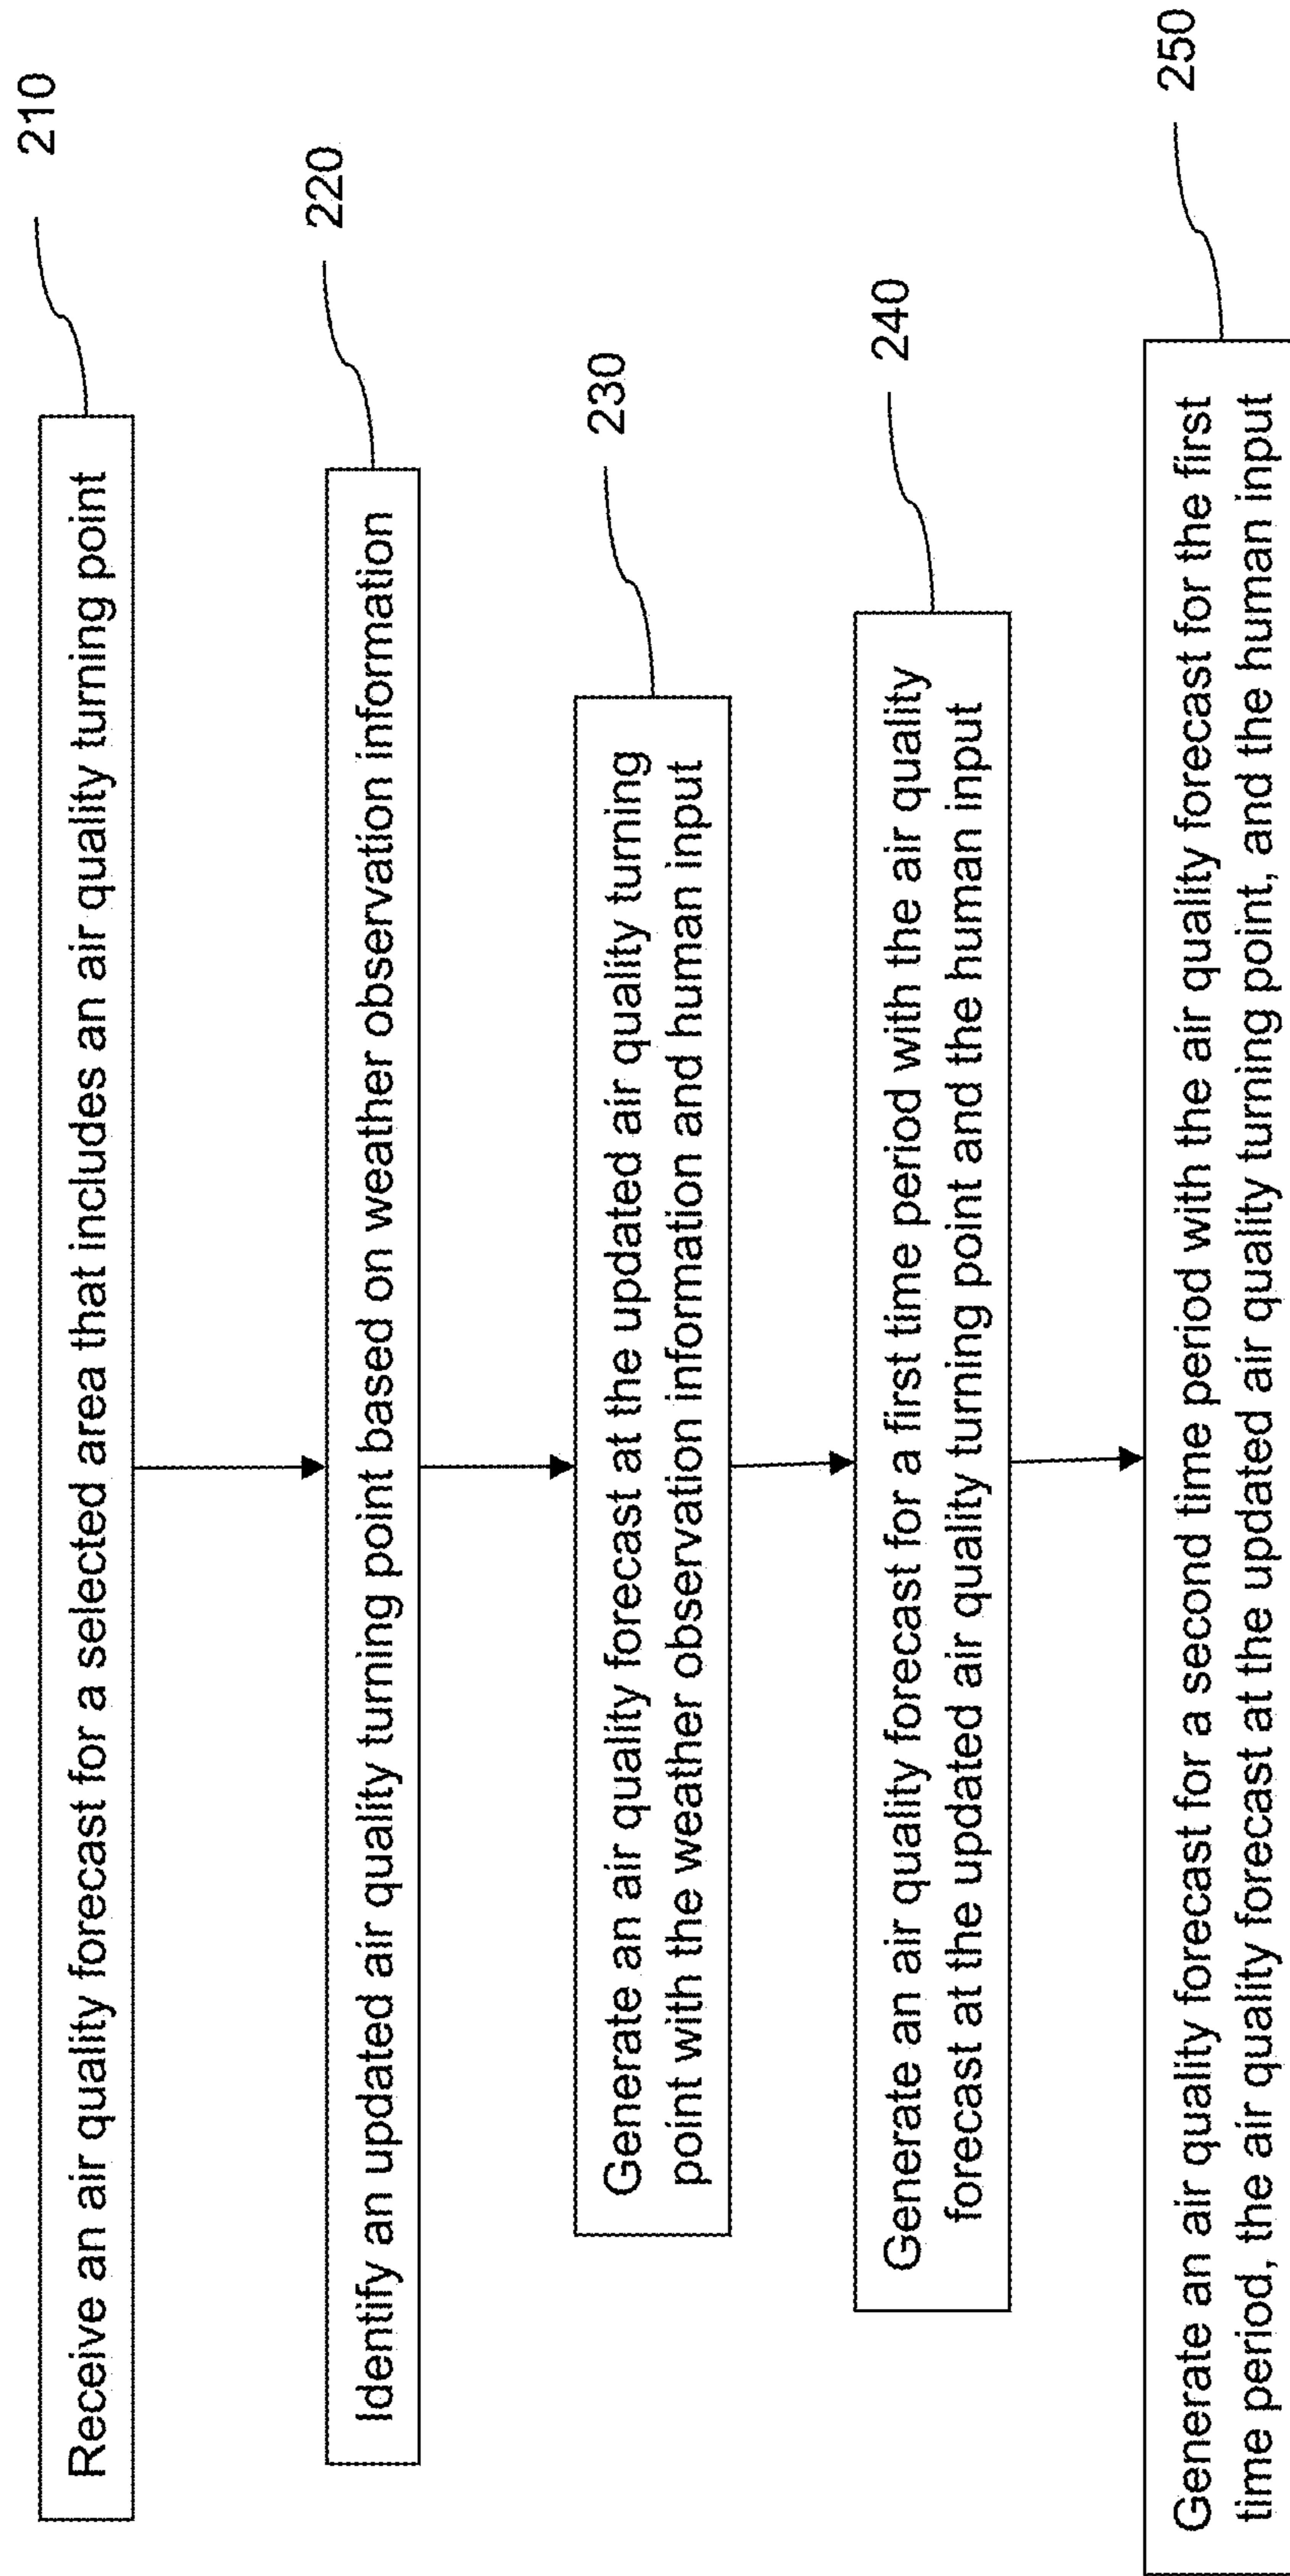 210
Receive an air quality forecast for a selected area that includes an air quality turning point
220
Identify an updated air quality turning point based on weather observation information
230
Generate an air quality forecast at the updated air quality turning
point with the weather observation information and human input
240
Generate an air quality forecast for a first time period with the air quality
forecast at the updated air quality turning point and the human input
250
Generate an air quality forecast for a second time period with the air quality forecast for the first
time period, the air quality forecast at the updated air quality turning point, and the human input